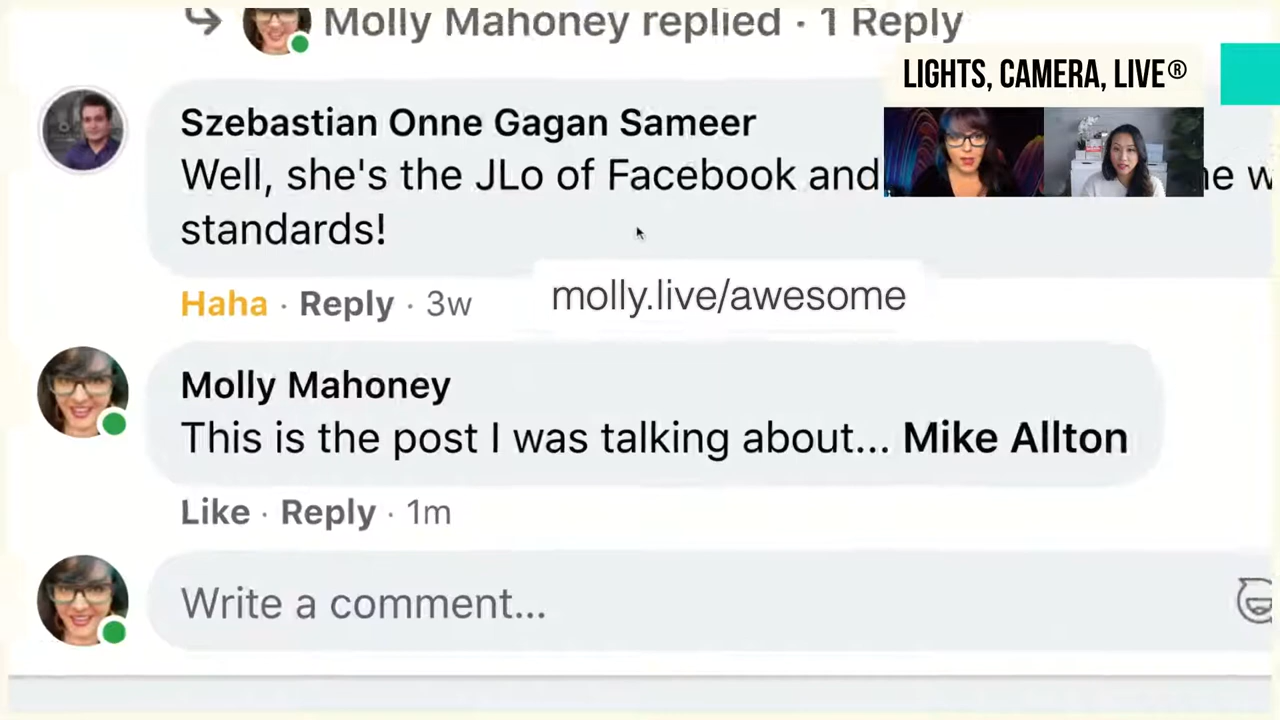 Molly Mahoney replied · 1 Reply
LIGHTS, CAMERA, LIVE®
Szebastian Onne Gagan Sameer
Well, she's the JLo of Facebook and
standards!
Haha · Reply · 3w
molly.live/awesome
Molly Mahoney
This is the post I was talking about... Mike Allton
Like · Reply · 1m
Write a comment...